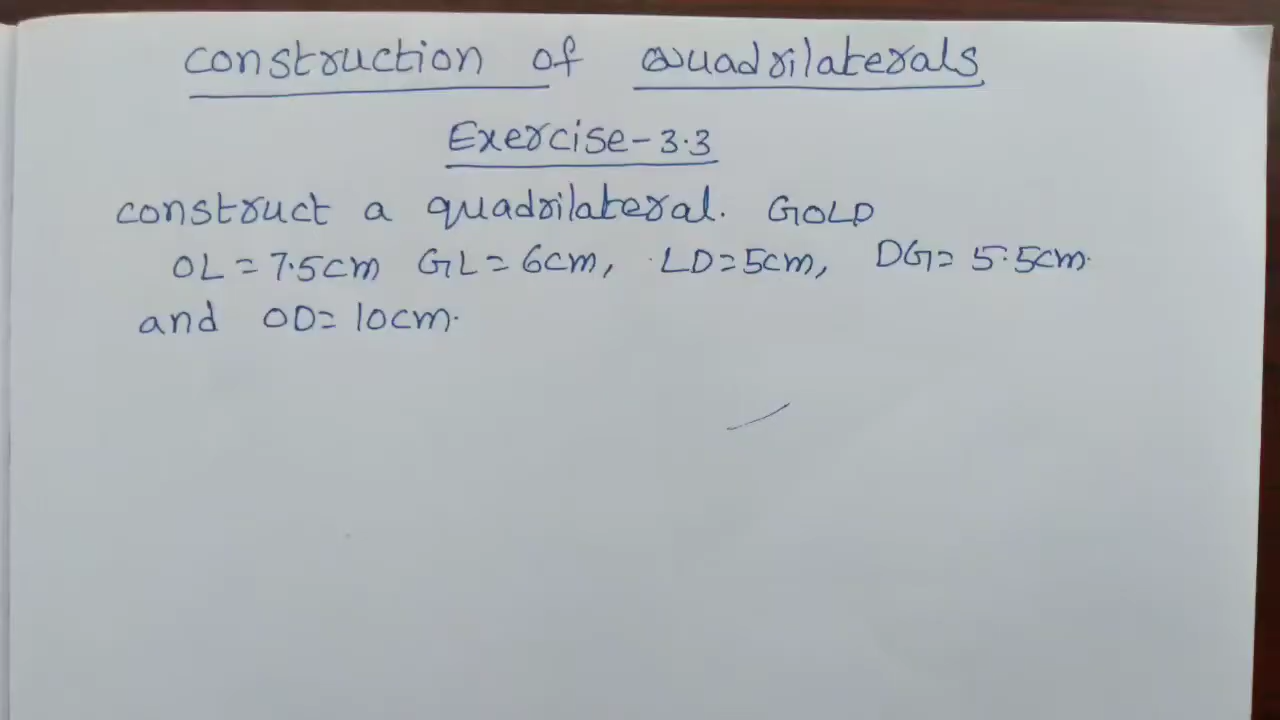 construction of Quadrilaterals
Exercise-3.3
construct a quadrilateral. GOLD
OL = 7.5cm GL = 6cm, LD=5cm, DG= 5.5cm.
and OD= 10cm.